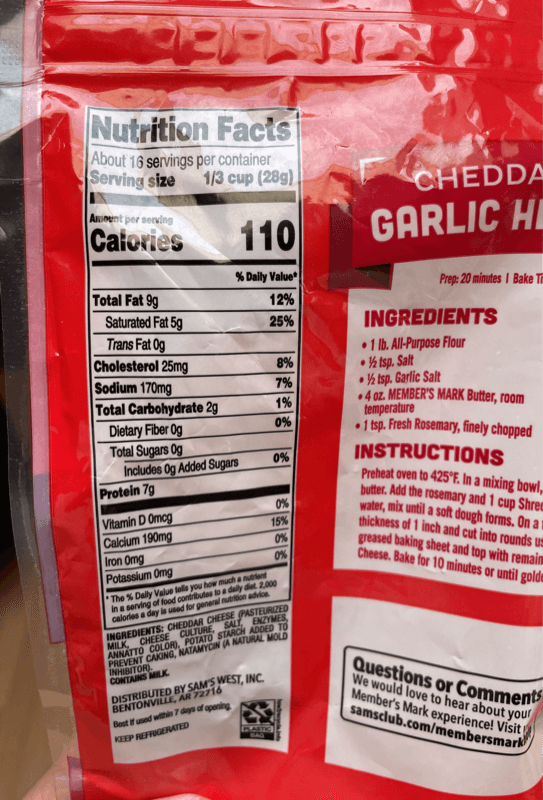 Nutrition Facts
About 16 servings per container
Serving size 1/3 cup (28g)
Amount per serving
Calories 110
% Daily Value*
Total Fat 9g 12%
Saturated Fat 5g 25%
Trans Fat 0g
Cholesterol 25mg 8%
Sodium 170mg 7%
Total Carbohydrate 2g 1%
Dietary Fiber 0g 0%
Total Sugars 0g
Includes 0g Added Sugars 0%
Protein 7g
Vitamin D 0mcg 0%
Calcium 190mg 15%
Iron 0mg 0%
Potassium 0mg 0%
* The % Daily Value tells you how much a nutrient
in a serving of food contributes to a daily diet. 2,000
calories a day is used for general nutrition advice.
INGREDIENTS: CHEDDAR CHEESE (PASTEURIZED
MILK, CHEESE CULTURE, SALT, ENZYMES,
ANNATTO COLOR), POTATO STARCH ADDED TO
PREVENT CAKING, NATAMYCIN (A NATURAL MOLD
INHIBITOR).
CONTAINS MILK.
DISTRIBUTED BY SAM'S WEST, INC.
BENTONVILLE, AR 72716
Best if used within 7 days of opening.
KEEP REFRIGERATED
PLASTIC
BAG
CHEDDA
GARLIC
Prep: 20 minutes | Bake
INGREDIENTS
• 1 lb. All-Purpose Flour
• ½ tsp. Salt
• ½ tsp. Garlic Salt
• 4 oz. MEMBER'S MARK Butter, room
temperature
• 1 tsp. Fresh Rosemary, finely chopped
INSTRUCTIONS
Preheat oven to 425°F. In a mixing bowl,
butter. Add the rosemary and 1 cup Shre
water, mix until a soft dough forms. On a
thickness of 1 inch and cut into rounds
greased baking sheet and top with remain
Cheese. Bake for 10 minutes or until gold
Questions or Comments
We would love to hear about your
Member's Mark experience! Visit
samsclub.com/membersmark